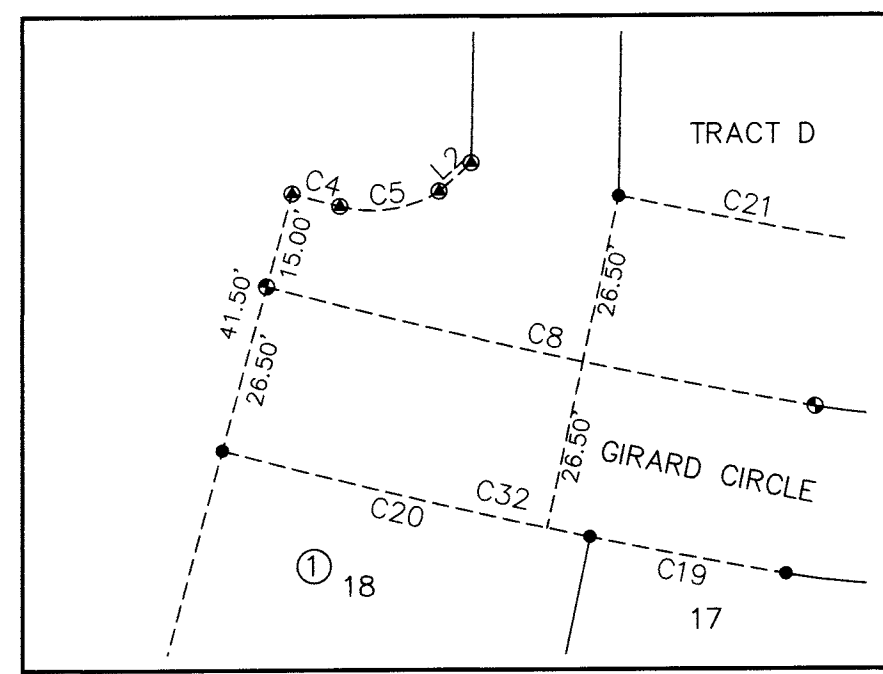 TRACT D
L2
C4
C5
C21
15.00'
26.50'
41.50'
C8
26.50'
26.50'
GIRARD CIRCLE
C32
C20
C19
1
18
17